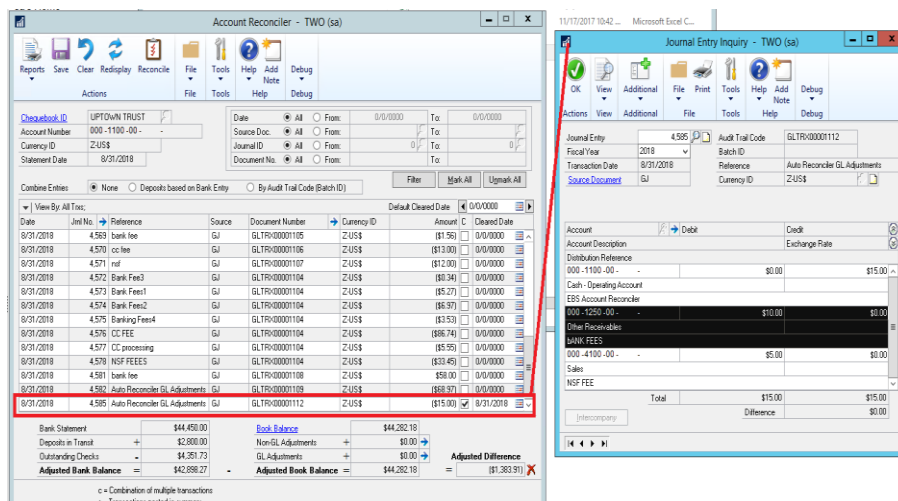 Account Reconciler - TWO (sa)
Reports Save Clear Redisplay Reconcile File Tools Help Add Note Debug
Actions File Tools Help Debug
Chequebook ID UPTOWN TRUST
Account Number 000 -1100 -00 - -
Currency ID Z-US$
Statement Date 8/31/2018
Date All From: 0/0/0000 To: 0/0/0000
Source Doc. All From: To:
Journal ID All From: 0 To: 0
Document No. All From: To:
Combine Entries None Deposits based on Bank Entry By Audit Trail Code (Batch ID)
Filter Mark All Unmark All
View By: All Trxs; Default Cleared Date 0/0/0000
Date Jrnl No. Reference Source Document Number Currency ID Amount C Cleared Date
8/31/2018 4,569 bank fee GJ GLTRX00001105 Z-US$ ($1.56) 0/0/0000
8/31/2018 4,570 cc fee GJ GLTRX00001106 Z-US$ ($13.00) 0/0/0000
8/31/2018 4,571 nsf GJ GLTRX00001107 Z-US$ ($12.00) 0/0/0000
8/31/2018 4,572 Bank Fee3 GJ GLTRX00001104 Z-US$ ($0.34) 0/0/0000
8/31/2018 4,573 Bank Fees1 GJ GLTRX00001104 Z-US$ ($5.27) 0/0/0000
8/31/2018 4,574 Bank Fees2 GJ GLTRX00001104 Z-US$ ($6.97) 0/0/0000
8/31/2018 4,575 Banking Fees4 GJ GLTRX00001104 Z-US$ ($3.53) 0/0/0000
8/31/2018 4,576 CC FEE GJ GLTRX00001104 Z-US$ ($86.74) 0/0/0000
8/31/2018 4,577 CC processing GJ GLTRX00001104 Z-US$ ($5.55) 0/0/0000
8/31/2018 4,578 NSF FEEES GJ GLTRX00001104 Z-US$ ($33.45) 0/0/0000
8/31/2018 4,581 bank fee GJ GLTRX00001108 Z-US$ $58.00 0/0/0000
8/31/2018 4,582 Auto Reconciler GL Adjustments GJ GLTRX00001109 Z-US$ ($68.97) 0/0/0000
8/31/2018 4,585 Auto Reconciler GL Adjustments GJ GLTRX00001112 Z-US$ ($15.00) 8/31/2018
Bank Statement $44,450.00 Book Balance $44,282.18
Deposits in Transit + $2,800.00 Non-GL Adjustments + $0.00
Outstanding Checks - $4,351.73 GL Adjustments + $0.00 Adjusted Difference
Adjusted Bank Balance = $42,898.27 - Adjusted Book Balance = $44,282.18 = ($1,383.91)
c = Combination of multiple transactions
11/17/2017 10:42 ... Microsoft Excel C...
Journal Entry Inquiry - TWO (sa)
OK View Additional File Print Tools Help Add Note Debug
Actions View Additional File Tools Help Debug
Journal Entry 4,585 Audit Trail Code GLTRX00001112
Fiscal Year 2018 Batch ID
Transaction Date 8/31/2018 Reference Auto Reconciler GL Adjustments
Source Document GJ Currency ID Z-US$
Account Debit Credit
Account Description Exchange Rate
Distribution Reference
000 -1100 -00 - - $0.00 $15.00
Cash - Operating Account
EBS Account Reconciler
000 -1250 -00 - - $10.00 $0.00
Other Receivables
bANK FEES
000 -4100 -00 - - $5.00 $0.00
Sales
NSF FEE
Total $15.00 $15.00
Intercompany Difference $0.00